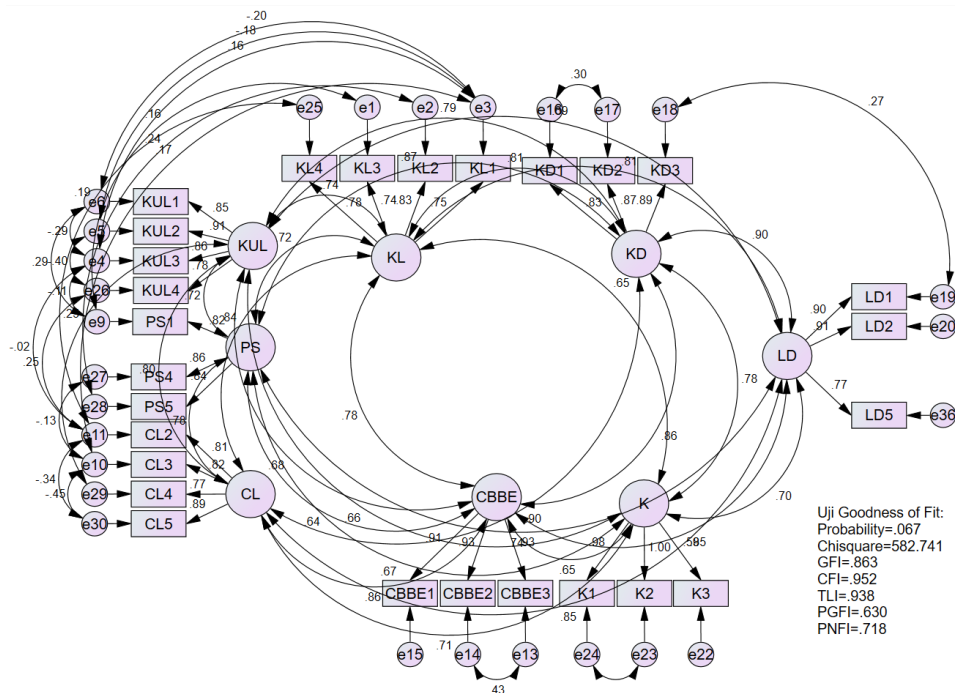 -.20
-.18
.16
.16
.24
.17
e25
e1
e2
.79
e3
.30
e16
e17
e18
.27
KL4
KL3
KL2
KL1
.87
.81
KD1
KD2
KD3
.81
.74
.78
.74
.83
.75
.83
.87
.89
.19
e6
KUL1
.85
e5
KUL2
.91
-.29
e4
KUL3
.86
.29
-.40
e26
KUL4
.78
-.11
.72
e9
PS1
.82
.84
KUL
.72
KL
KD
.65
.90
LD1
e19
.90
LD2
e20
.91
LD
.77
LD5
e36
-.02
.25
PS
e27
PS4
.86
.80
.64
e28
PS5
.78
e11
CL2
.81
-.13
e10
CL3
.82
-.34
e29
CL4
.77
-.45
e30
CL5
.89
CL
.68
.78
.78
.86
CBBE
K
.70
.64
.66
.90
.91
.93
.74
.93
.98
1.00
.67
.65
.86
.85
.71
CBBE1
CBBE2
CBBE3
K1
K2
K3
e15
e14
e13
e24
e23
e22
.43
Uji Goodness of Fit:
Probability=.067
Chisquare=582.741
GFI=.863
CFI=.952
TLI=.938
PGFI=.630
PNFI=.718